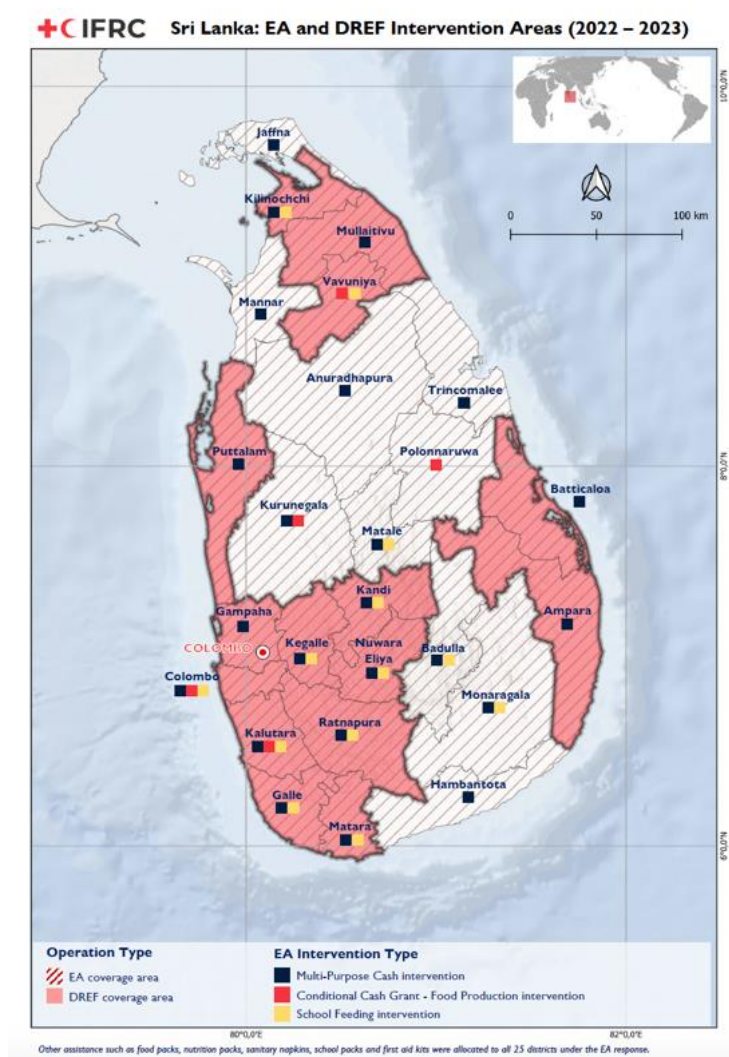 IFRC
Sri Lanka: EA and DREF Intervention Areas (2022 – 2023)
10°0,0'N
Jaffna
Kilinochchi
0 50 100 km
Mullaitivu
Vavuniya
Mannar
Anuradhapura
Trincomalee
Puttalam
Polonnaruwa
8°0,0'N
Batticaloa
Kurunegala
Matale
Kandi
Gampaha
Ampara
COLOMBO
Kegalle
Nuwara
Eliya
Badulla
Colombo
Monaragala
Kalutara
Ratnapura
Galle
Hambantota
Matara
6°0,0'N
Operation Type
EA coverage area
DREF coverage area
EA Intervention Type
Multi-Purpose Cash intervention
Conditional Cash Grant - Food Production intervention
School Feeding intervention
80°0,0'E
82°0,0'E
Other assistance such as food packs, nutrition packs, sanitary napkins, school packs and first aid kits were allocated to all 25 districts under the EA response.